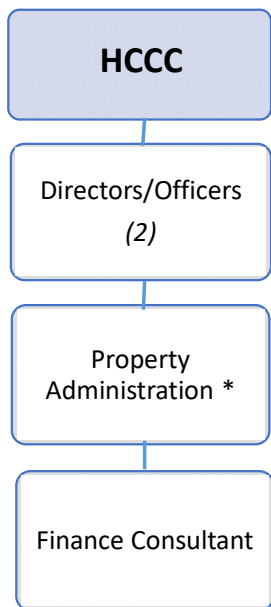 HCCC
Directors/Officers
(2)
Property
Administration *
Finance Consultant